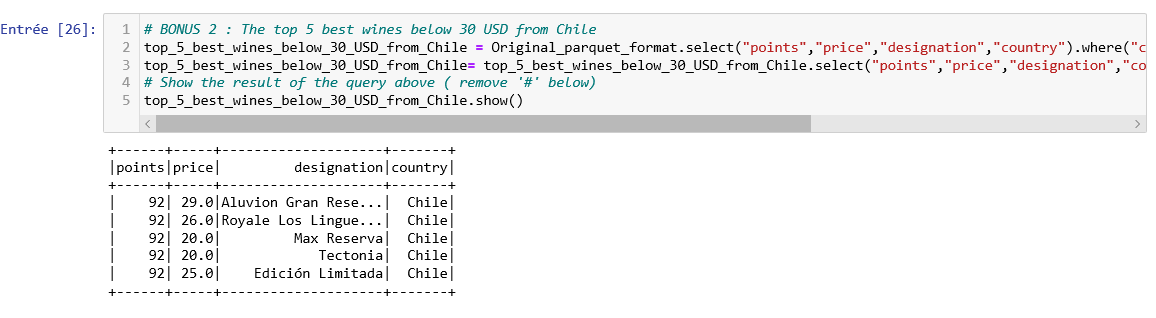 Entrée [26]:
1 # BONUS 2 : The top 5 best wines below 30 USD from Chile
2 top_5_best_wines_below_30_USD_from_Chile = Original_parquet_format.select("points","price","designation","country").where("c
3 top_5_best_wines_below_30_USD_from_Chile= top_5_best_wines_below_30_USD_from_Chile.select("points","price","designation","co
4 # Show the result of the query above ( remove '#' below)
5 top_5_best_wines_below_30_USD_from_Chile.show()
+------+-----+--------------------+-------+
|points|price|         designation|country|
+------+-----+--------------------+-------+
|    92| 29.0|Aluvion Gran Rese...|  Chile|
|    92| 26.0|Royale Los Lingue...|  Chile|
|    92| 20.0|         Max Reserva|  Chile|
|    92| 20.0|            Tectonia|  Chile|
|    92| 25.0|    Edición Limitada|  Chile|
+------+-----+--------------------+-------+